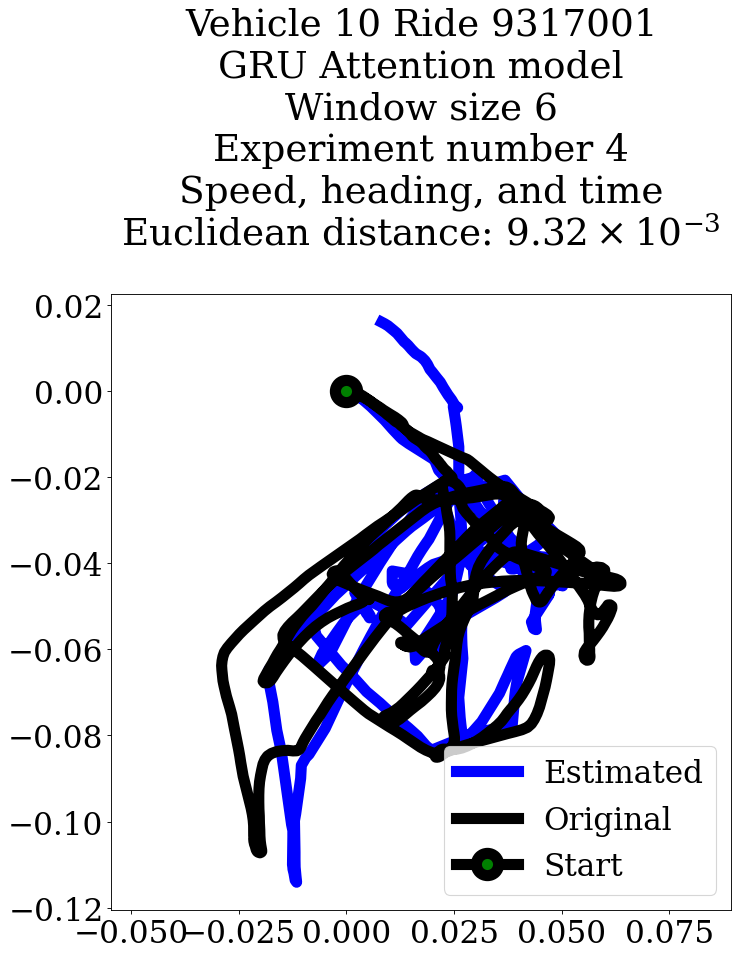 Vehicle 10 Ride 9317001
GRU Attention model
Window size 6
Experiment number 4
Speed, heading, and time
Euclidean distance: 9.32 × 10⁻³
0.02
0.00
−0.02
−0.04
−0.06
−0.08
−0.10
−0.12
Estimated
Original
Start
−0.050 −0.025 0.000 0.025 0.050 0.075